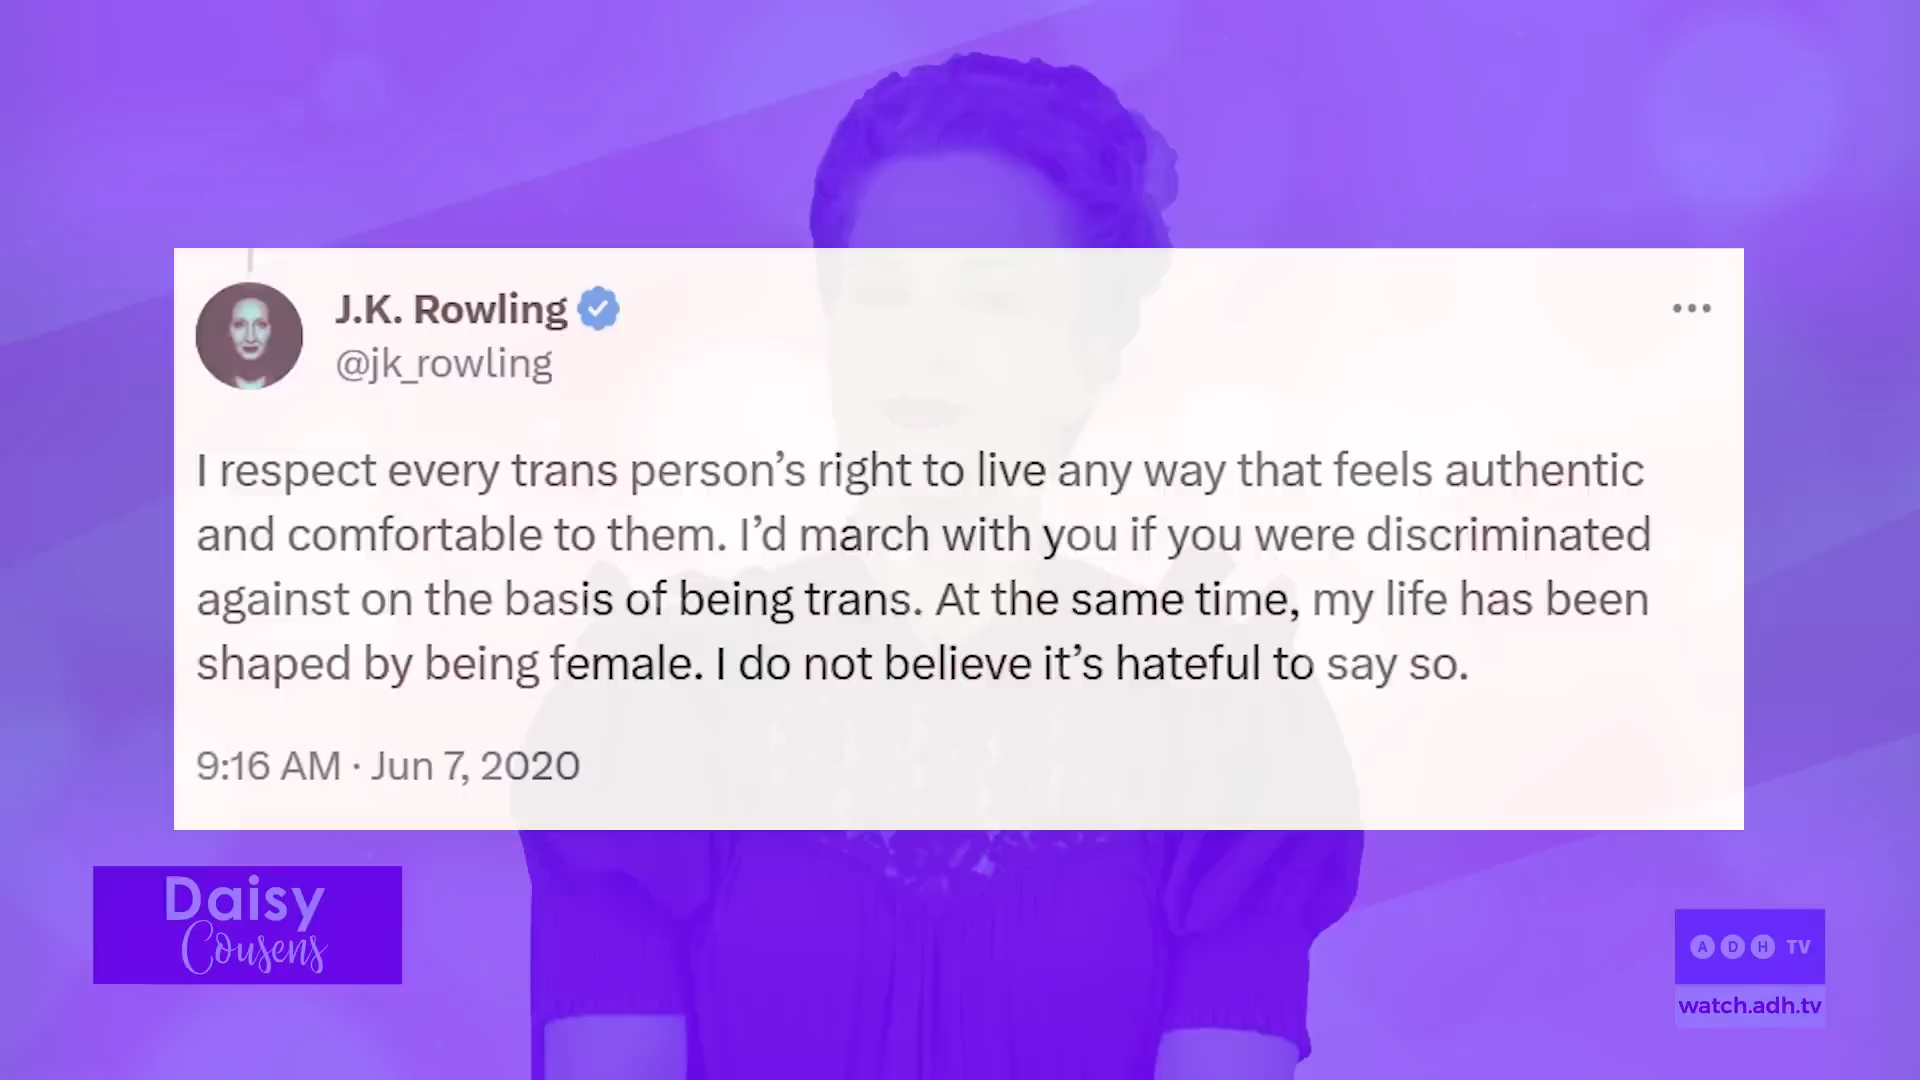 J.K. Rowling
@jk_rowling
I respect every trans person’s right to live any way that feels authentic
and comfortable to them. I’d march with you if you were discriminated
against on the basis of being trans. At the same time, my life has been
shaped by being female. I do not believe it’s hateful to say so.
9:16 AM · Jun 7, 2020
Daisy
Cousens
ADH TV
watch.adh.tv